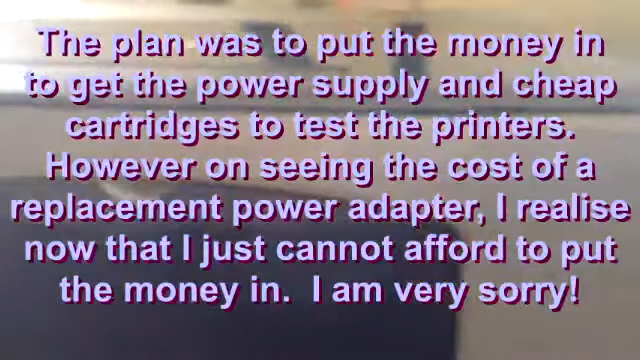 The plan was to put the money in
to get the power supply and cheap
cartridges to test the printers.
However on seeing the cost of a
replacement power adapter, I realise
now that I just cannot afford to put
the money in.  I am very sorry!